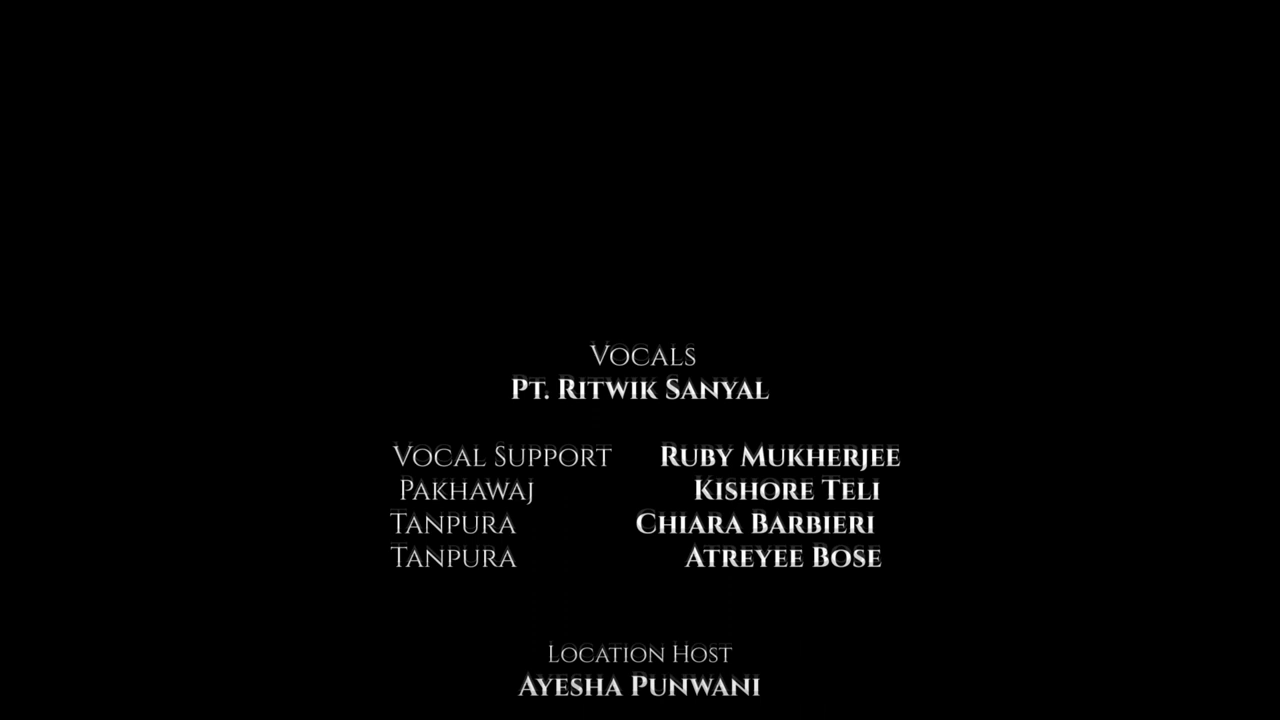 Vocals
Pt. Ritwik Sanyal
Vocal Support Ruby Mukherjee
Pakhawaj Kishore Teli
Tanpura Chiara Barbieri
Tanpura Atreyee Bose
Location Host
Ayesha Punwani